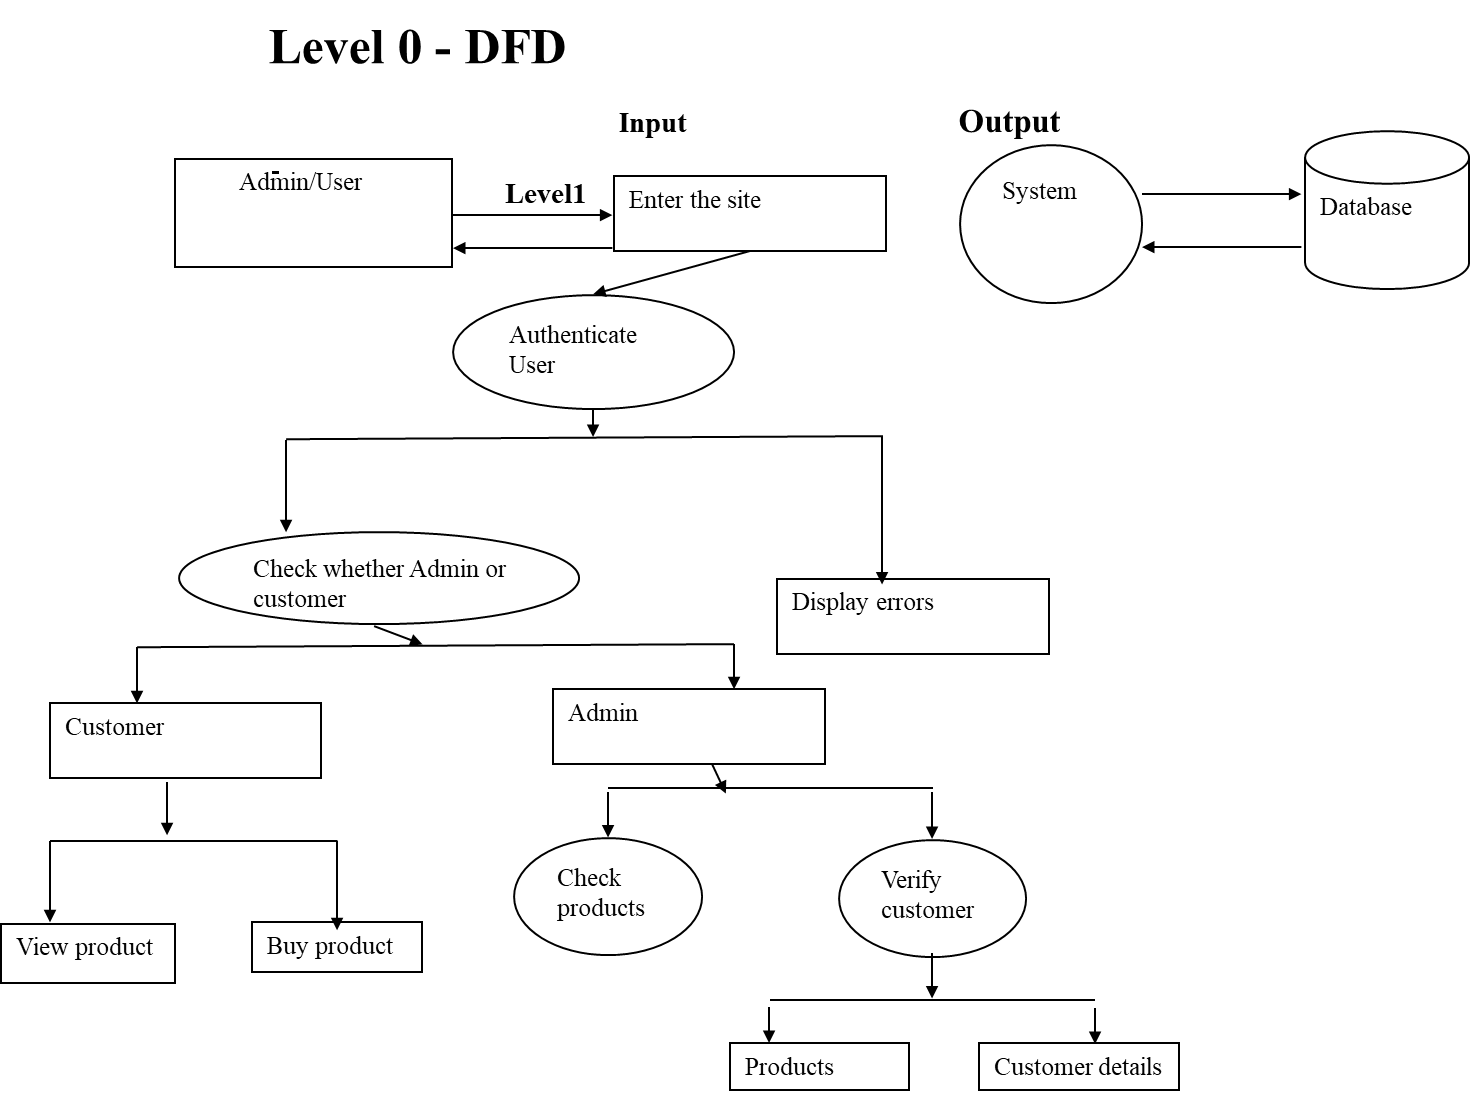 Level 0 - DFD
Input
Output
Admin/User
-
Level1
Enter the site
System
Database
Authenticate
User
Check whether Admin or
customer
Display errors
Customer
Admin
Check
products
Verify
customer
View product
Buy product
Products
Customer details